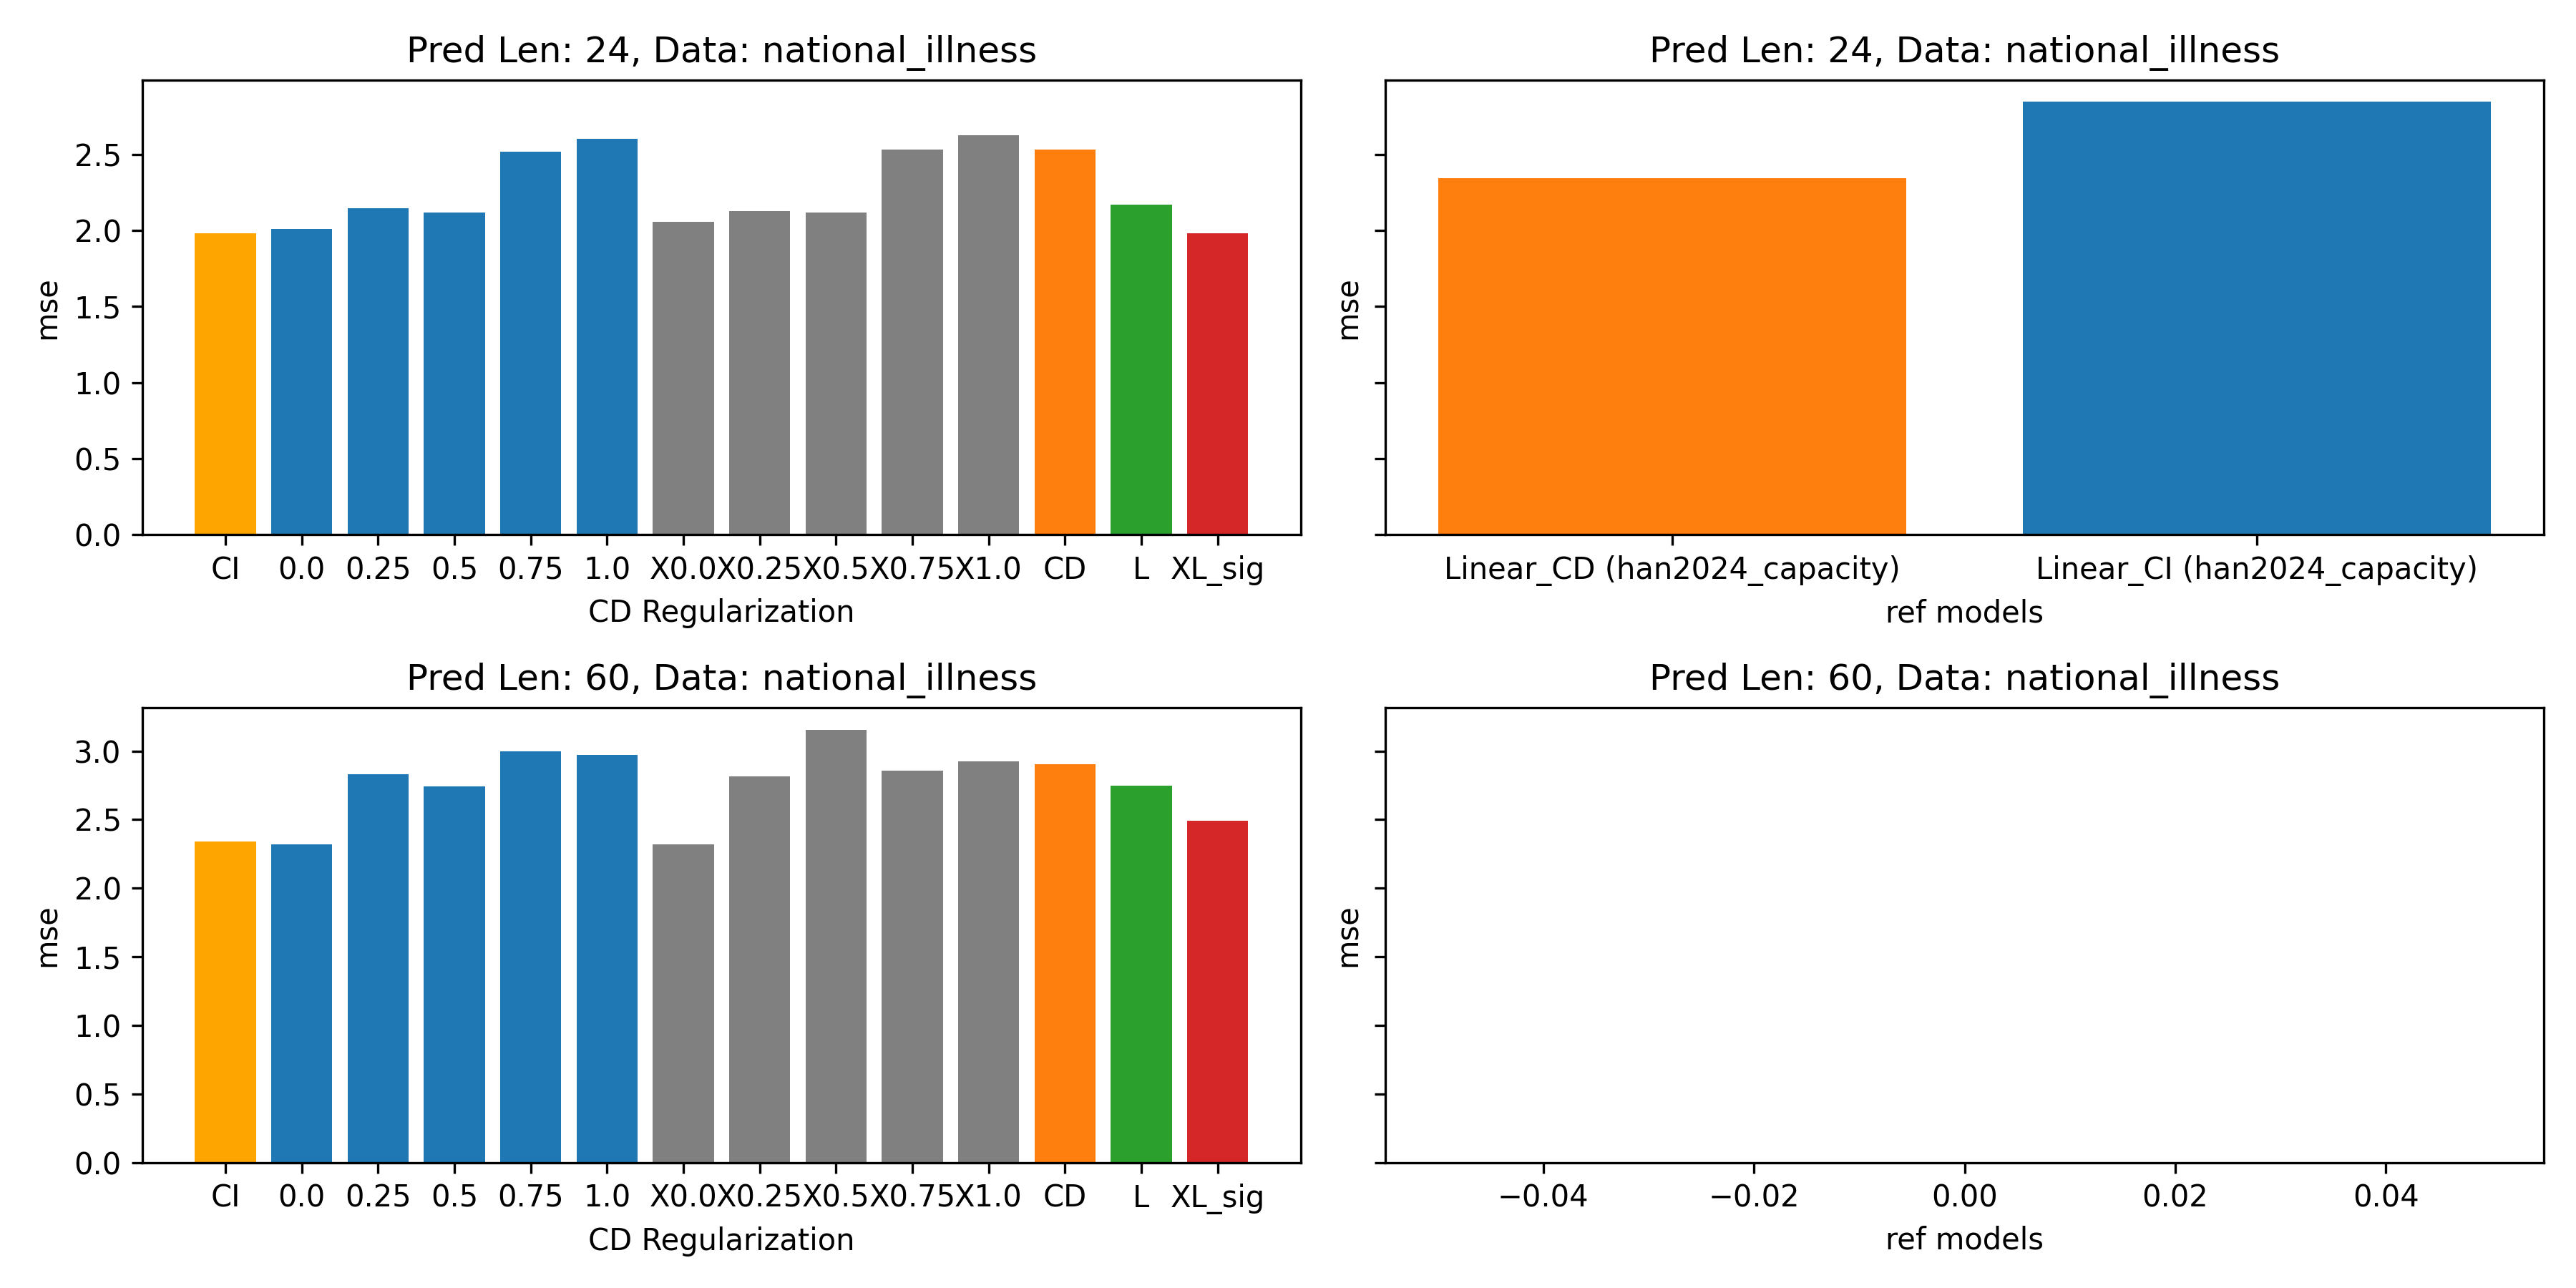 Pred Len: 24, Data: national_illness
mse
2.5
2.0
1.5
1.0
0.5
0.0
CI 0.0 0.25 0.5 0.75 1.0 X0.0 X0.25 X0.5 X0.75 X1.0 CD L XL_sig
CD Regularization
Pred Len: 24, Data: national_illness
mse
Linear_CD (han2024_capacity) Linear_CI (han2024_capacity)
ref models
Pred Len: 60, Data: national_illness
mse
3.0
2.5
2.0
1.5
1.0
0.5
0.0
CI 0.0 0.25 0.5 0.75 1.0 X0.0 X0.25 X0.5 X0.75 X1.0 CD L XL_sig
CD Regularization
Pred Len: 60, Data: national_illness
mse
−0.04 −0.02 0.00 0.02 0.04
ref models